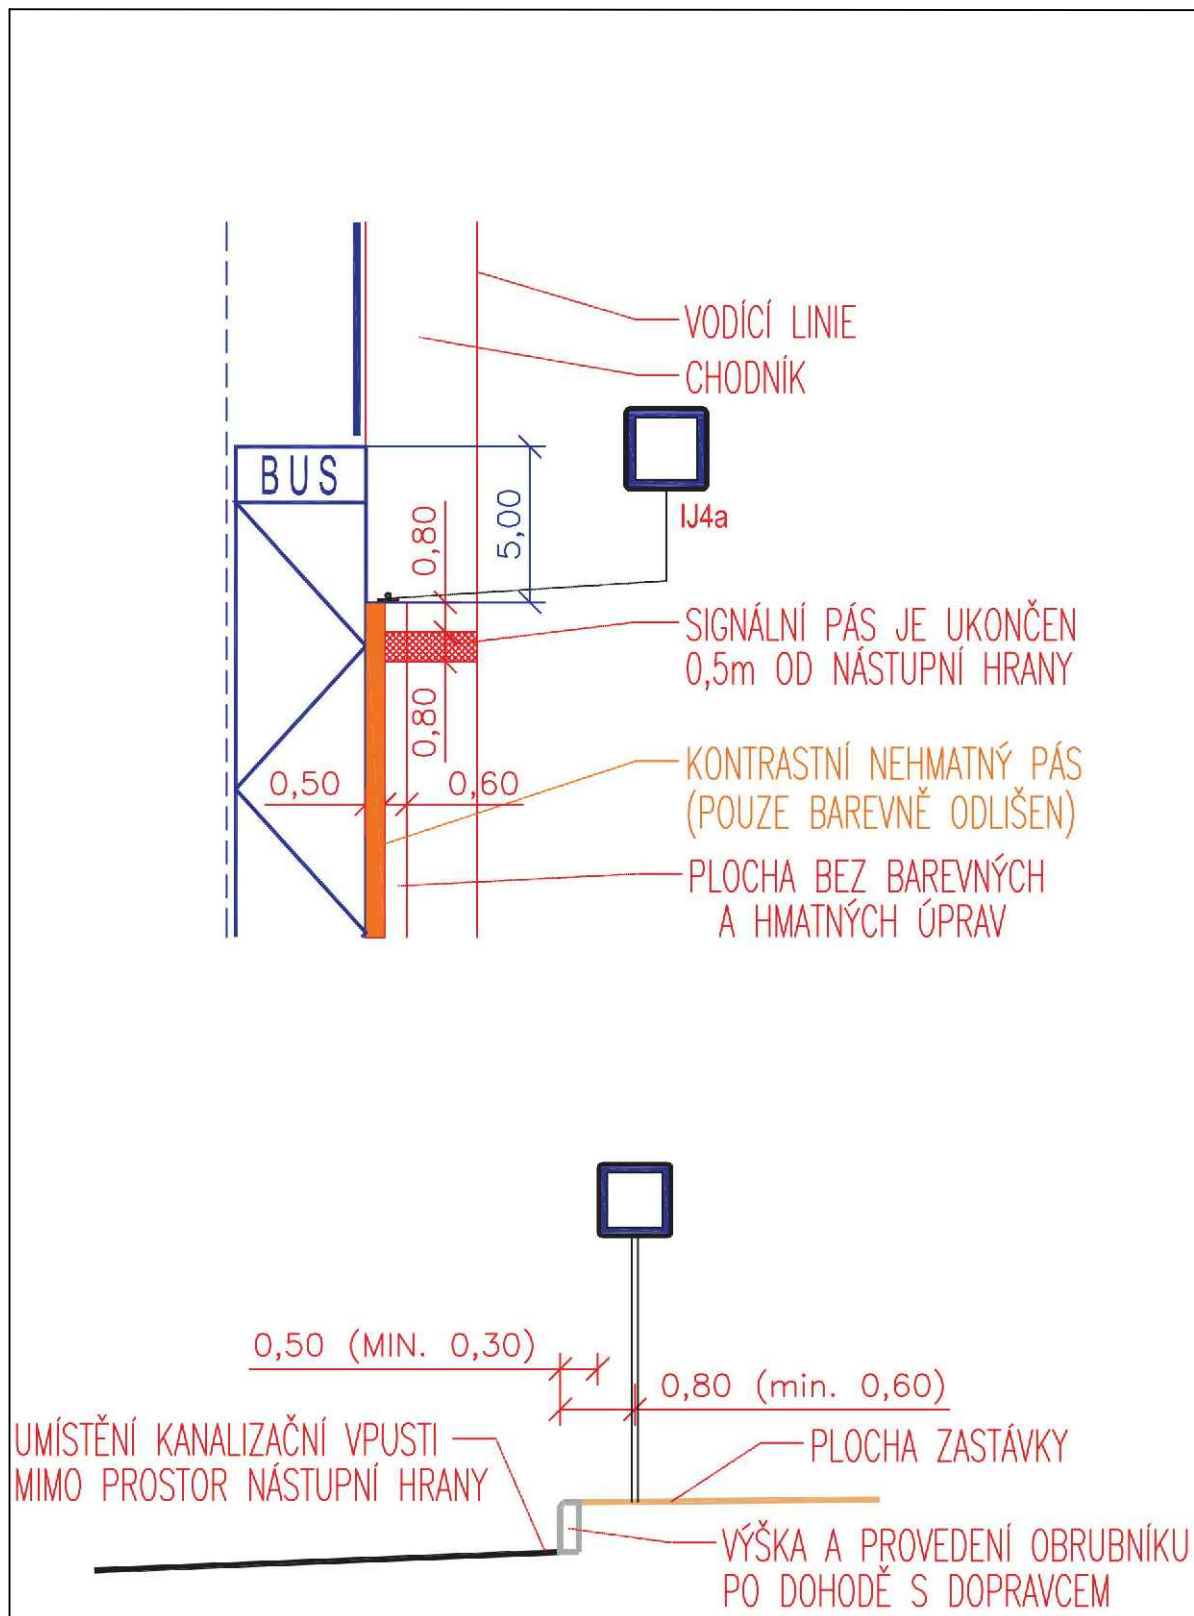 VODÍCÍ LINIE
CHODNÍK
BUS
5,00
0,80
IJ4a
SIGNÁLNÍ PÁS JE UKONČEN
0,5m OD NÁSTUPNÍ HRANY
0,80
0,50
0,60
KONTRASTNÍ NEHMATNÝ PÁS
(POUZE BAREVNĚ ODLIŠEN)
PLOCHA BEZ BAREVNÝCH
A HMATNÝCH ÚPRAV
0,50 (MIN. 0,30)
0,80 (min. 0,60)
UMÍSTĚNÍ KANALIZAČNÍ VPUSTI
MIMO PROSTOR NÁSTUPNÍ HRANY
PLOCHA ZASTÁVKY
VÝŠKA A PROVEDENÍ OBRUBNÍKU
PO DOHODĚ S DOPRAVCEM